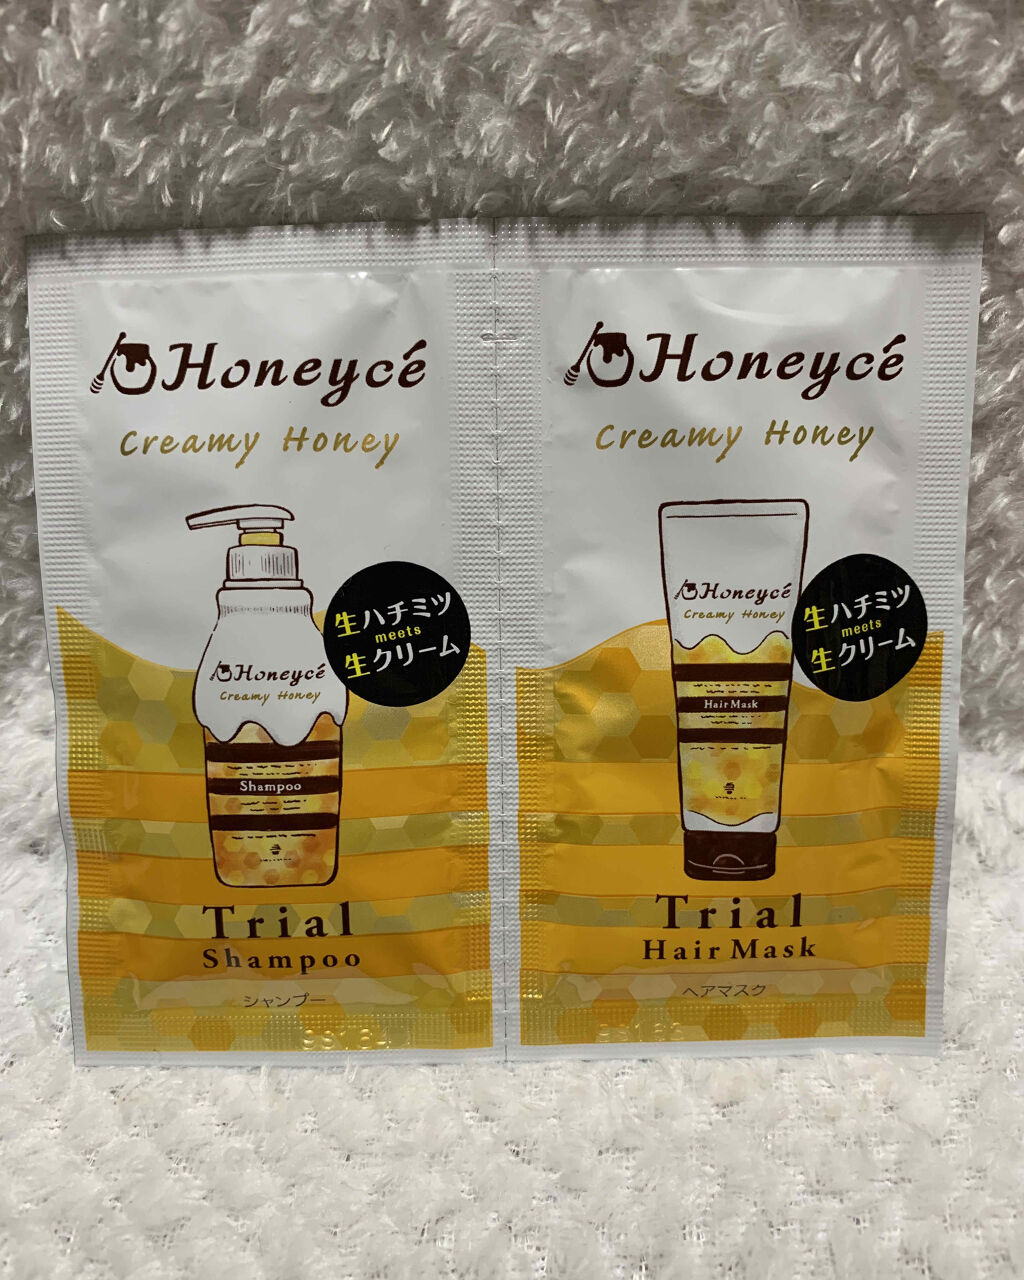 Honeycé
Creamy Honey
生ハチミツ
meets
生クリーム
Honeycé
Creamy Honey
Shampoo
Trial
Shampoo
シャンプー
Honeycé
Creamy Honey
生ハチミツ
meets
生クリーム
Honeycé
Creamy Honey
Hair Mask
Trial
Hair Mask
ヘアマスク